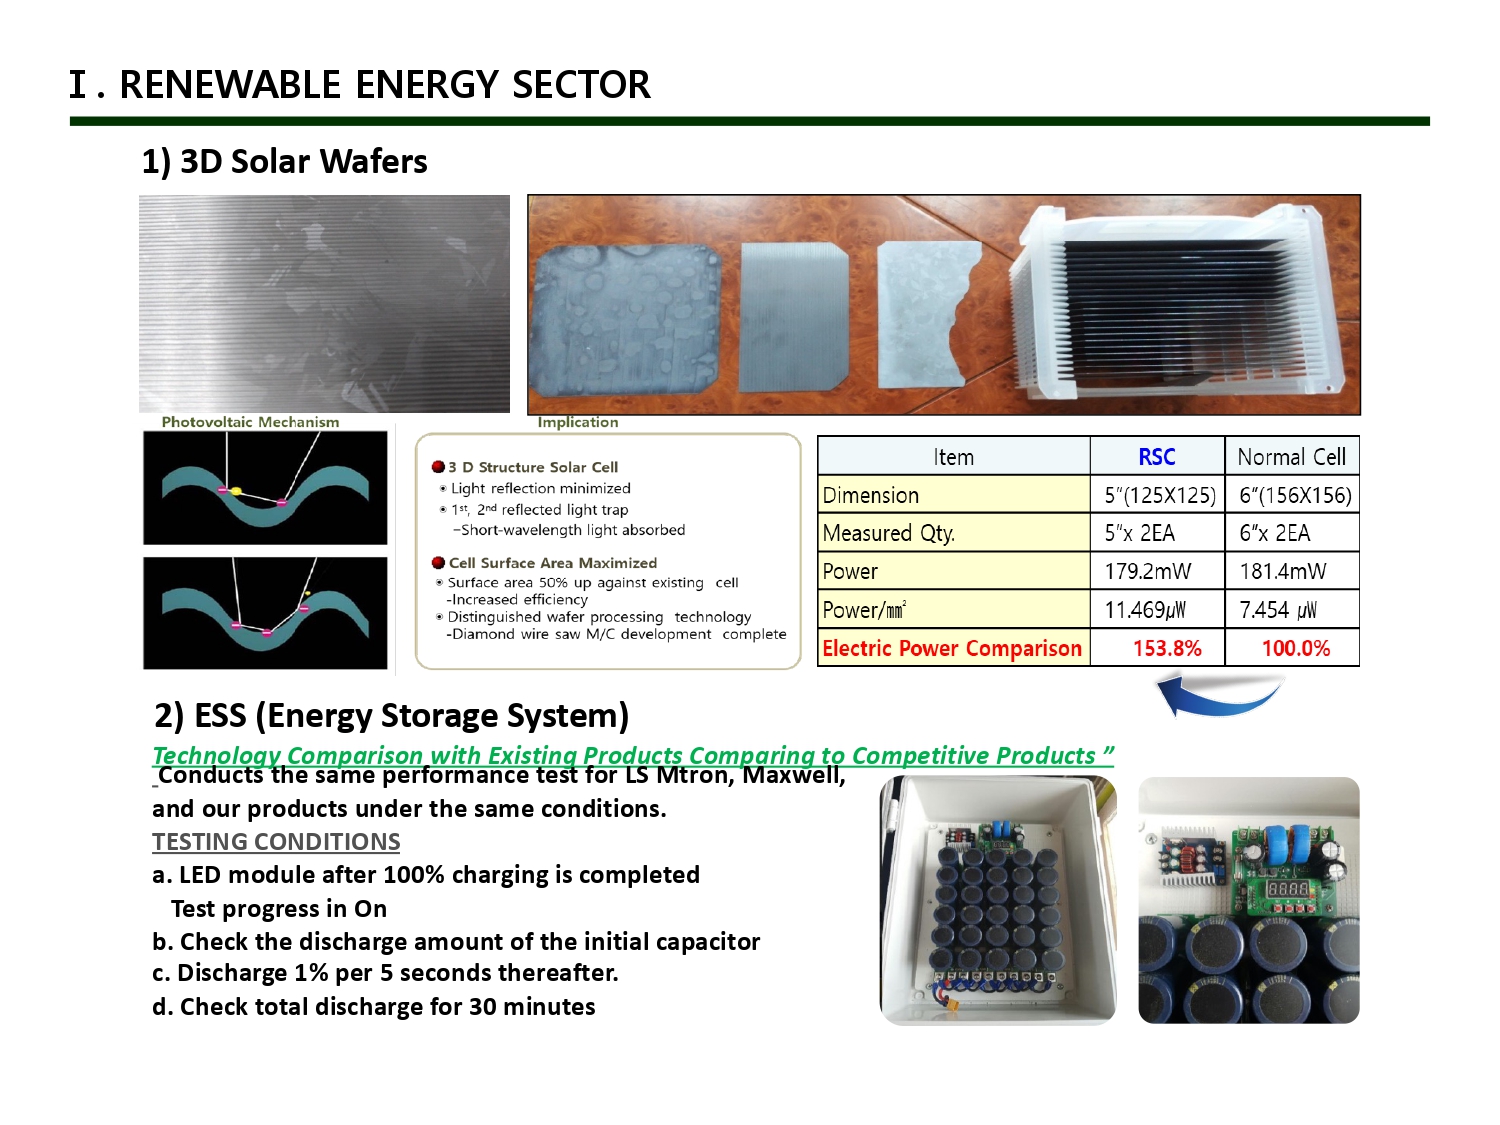 I . RENEWABLE ENERGY SECTOR
1) 3D Solar Wafers
Photovoltaic Mechanism
Implication
3 D Structure Solar Cell
Light reflection minimized
1st, 2nd reflected light trap
–Short-wavelength light absorbed
Cell Surface Area Maximized
Surface area 50% up against existing cell
-Increased efficiency
Distinguished wafer processing technology
-Diamond wire saw M/C development complete
Item RSC Normal Cell
Dimension 5"(125X125) 6"(156X156)
Measured Qty. 5"x 2EA 6"x 2EA
Power 179.2mW 181.4mW
Power/㎟ 11.469㎼ 7.454 ㎼
Electric Power Comparison 153.8% 100.0%
2) ESS (Energy Storage System)
Technology Comparison with Existing Products Comparing to Competitive Products ”
Conducts the same performance test for LS Mtron, Maxwell,
and our products under the same conditions.
TESTING CONDITIONS
a. LED module after 100% charging is completed
Test progress in On
b. Check the discharge amount of the initial capacitor
c. Discharge 1% per 5 seconds thereafter.
d. Check total discharge for 30 minutes